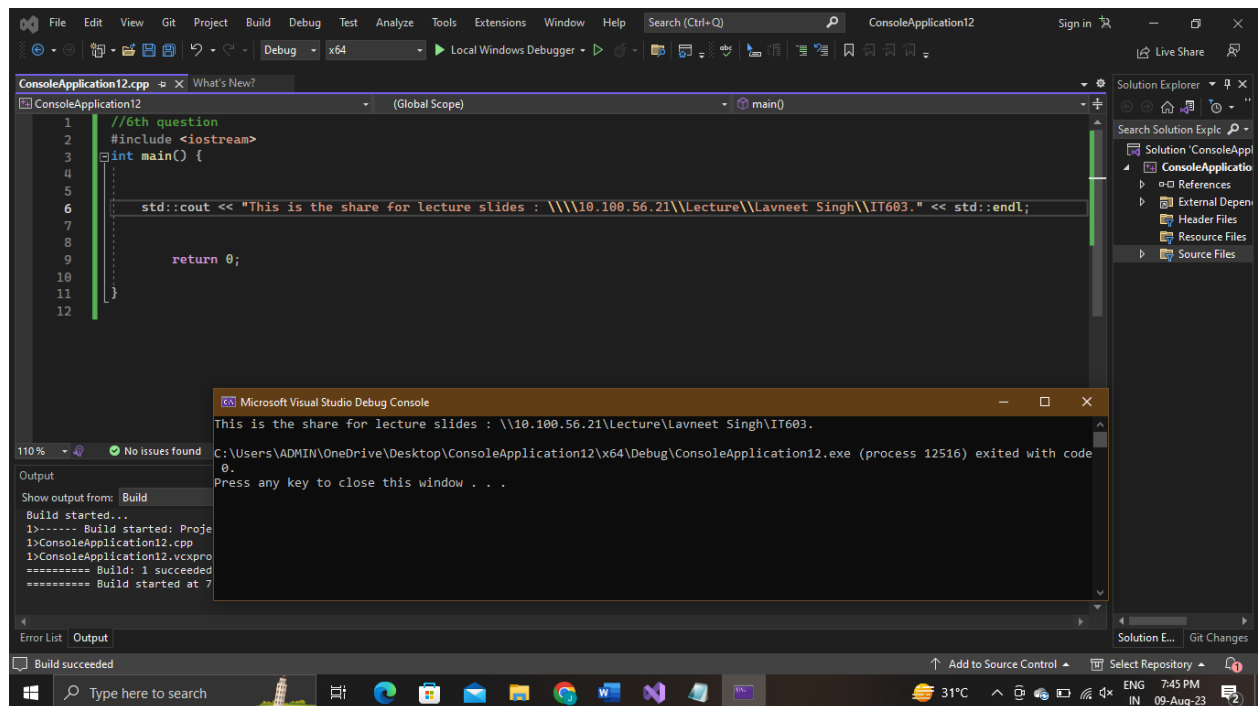 File Edit View Git Project Build Debug Test Analyze Tools Extensions Window Help Search (Ctrl+Q) ConsoleApplication12 Sign in
Debug x64 Local Windows Debugger Live Share
ConsoleApplication12.cpp What's New?
ConsoleApplication12 (Global Scope) main()
1 //6th question
2 #include <iostream>
3 int main() {
4
5
6 std::cout << "This is the share for lecture slides : \\\\10.100.56.21\\Lecture\\Lavneet Singh\\IT603." << std::endl;
7
8
9 return 0;
10
11 }
12
110 % No issues found
Output
Show output from: Build
Build started...
1>------ Build started: Proje
1>ConsoleApplication12.cpp
1>ConsoleApplication12.vcxpro
========== Build: 1 succeeded
========== Build started at 7
Microsoft Visual Studio Debug Console
This is the share for lecture slides : \\10.100.56.21\Lecture\Lavneet Singh\IT603.
C:\Users\ADMIN\OneDrive\Desktop\ConsoleApplication12\x64\Debug\ConsoleApplication12.exe (process 12516) exited with code
0.
Press any key to close this window . . .
Solution Explorer
Search Solution Explc
Solution 'ConsoleAppl
ConsoleApplicatio
References
External Depen
Header Files
Resource Files
Source Files
Error List Output
Solution E... Git Changes
Build succeeded Add to Source Control Select Repository 1
Type here to search 31°C ENG 7:45 PM
IN 09-Aug-23 2